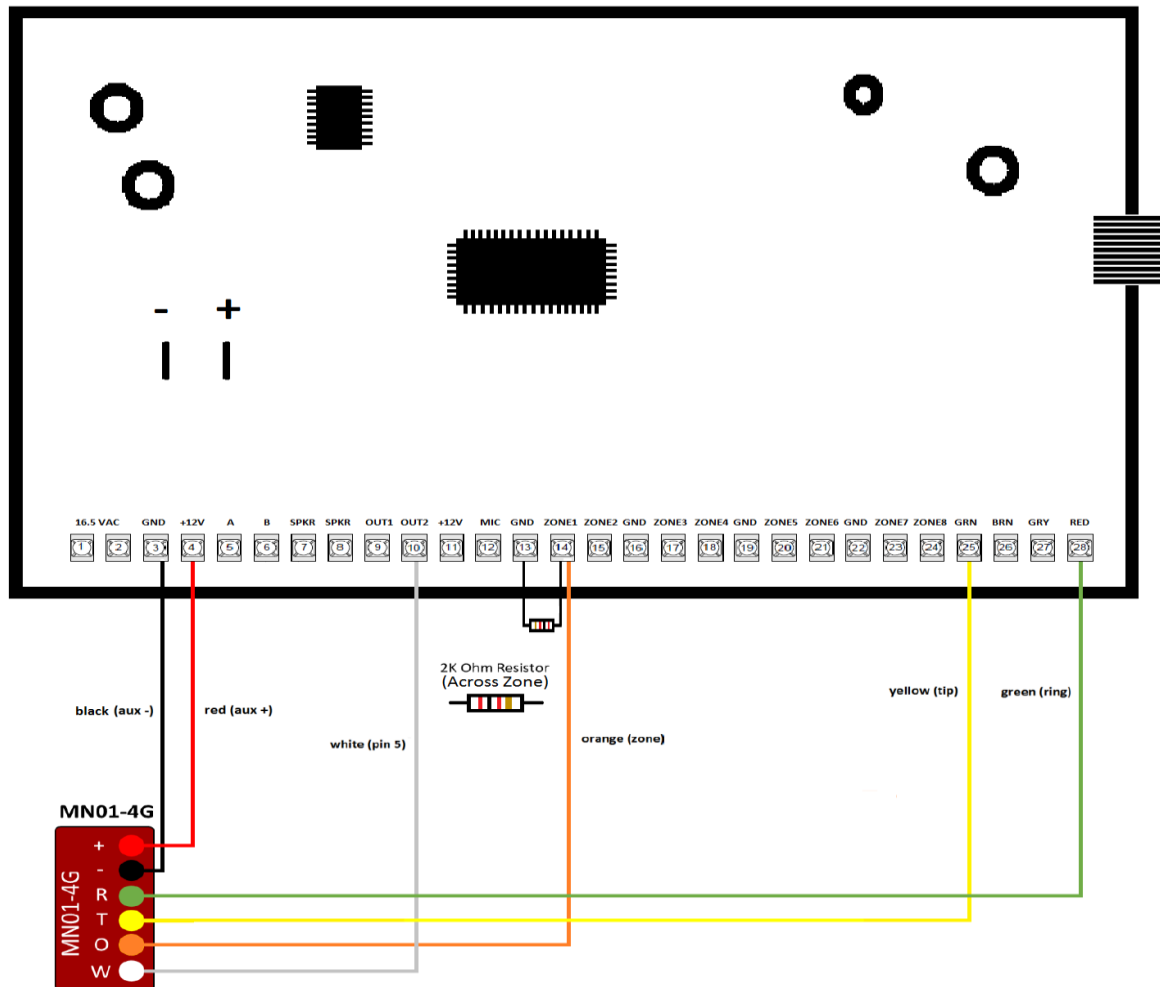 - +
16.5 VAC GND +12V A B SPKR SPKR OUT1 OUT2 +12V MIC GND ZONE1 ZONE2 GND ZONE3 ZONE4 GND ZONE5 ZONE6 GND ZONE7 ZONE8 GRN BRN GRY RED
1 2 3 4 5 6 7 8 9 10 11 12 13 14 15 16 17 18 19 20 21 22 23 24 25 26 27 28
2K Ohm Resistor
(Across Zone)
black (aux -)
red (aux +)
white (pin 5)
orange (zone)
yellow (tip)
green (ring)
MN01-4G
MN01-4G
+
-
R
T
O
W